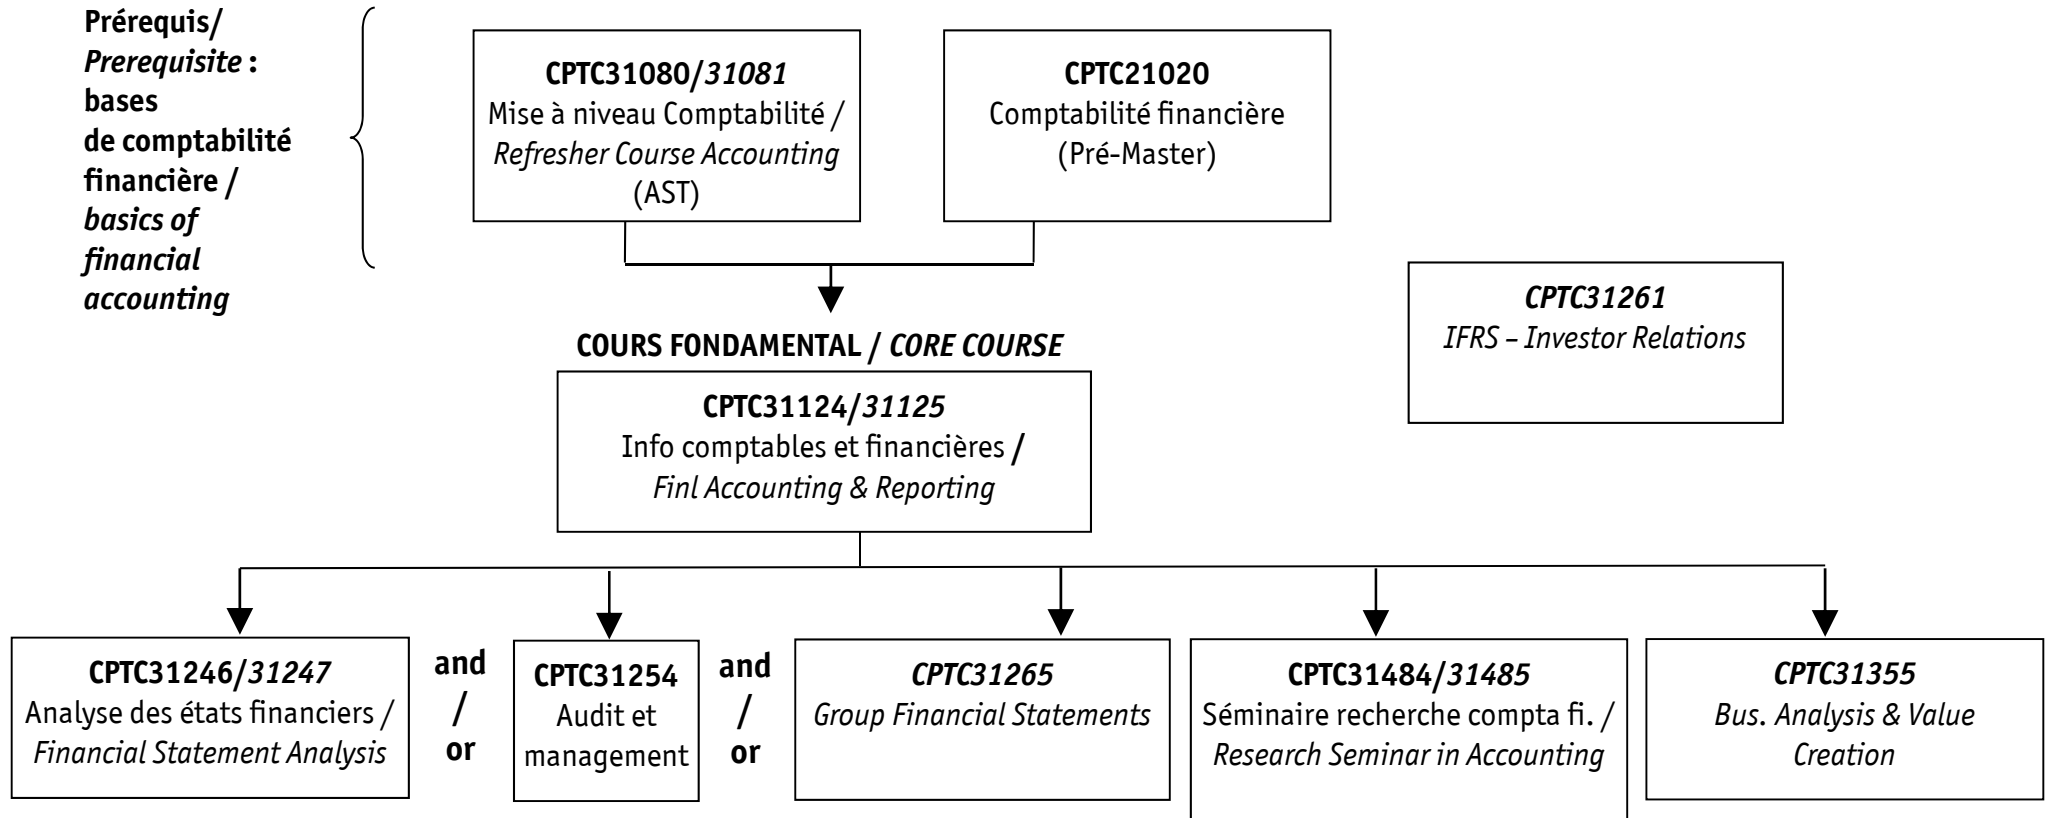 Prérequis/
Prerequisite :
bases
de comptabilité
financière /
basics of
financial
accounting
CPTC31080/31081
Mise à niveau Comptabilité /
Refresher Course Accounting
(AST)
CPTC21020
Comptabilité financière
(Pré-Master)
CPTC31261
IFRS – Investor Relations
COURS FONDAMENTAL / CORE COURSE
CPTC31124/31125
Info comptables et financières /
Finl Accounting & Reporting
CPTC31246/31247
Analyse des états financiers /
Financial Statement Analysis
and
/
or
CPTC31254
Audit et
management
and
/
or
CPTC31265
Group Financial Statements
CPTC31484/31485
Séminaire recherche compta fi. /
Research Seminar in Accounting
CPTC31355
Bus. Analysis & Value
Creation